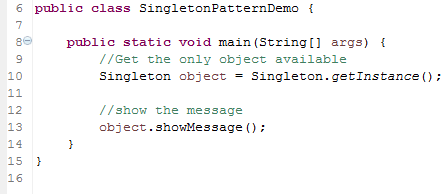 6 public class SingletonPatternDemo {
7
8 public static void main(String[] args) {
9 //Get the only object available
10 Singleton object = Singleton.getInstance();
11
12 //show the message
13 object.showMessage();
14 }
15 }
16